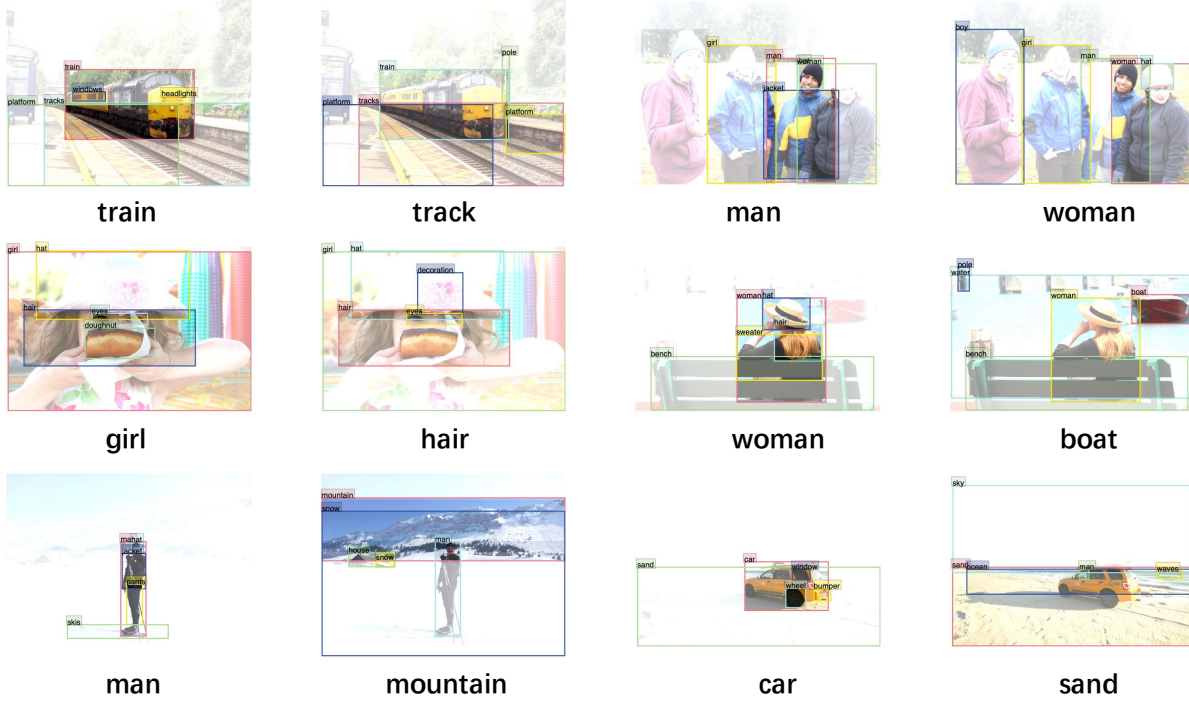 train
windows
headlights
platform
tracks
train
pole
train
platform
tracks
platform
track
girl
man
woman
jacket
man
boy
girl
man
woman
hat
woman
girl
hat
hair
eyes
doughnut
girl
girl
hat
decoration
hair
eyes
hair
woman
hat
hair
sweater
bench
woman
pole
water
woman
boat
bench
boat
hat
jacket
pants
skis
man
mountain
snow
man
house
snow
mountain
car
sand
window
wheel
bumper
car
sky
sand
ocean
man
waves
sand